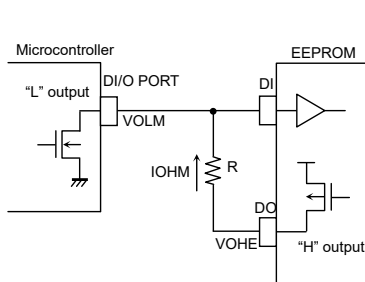 Microcontroller
EEPROM
DI/O PORT
DI
"L" output
VOLM
IOHM
R
DO
VOHE
"H" output